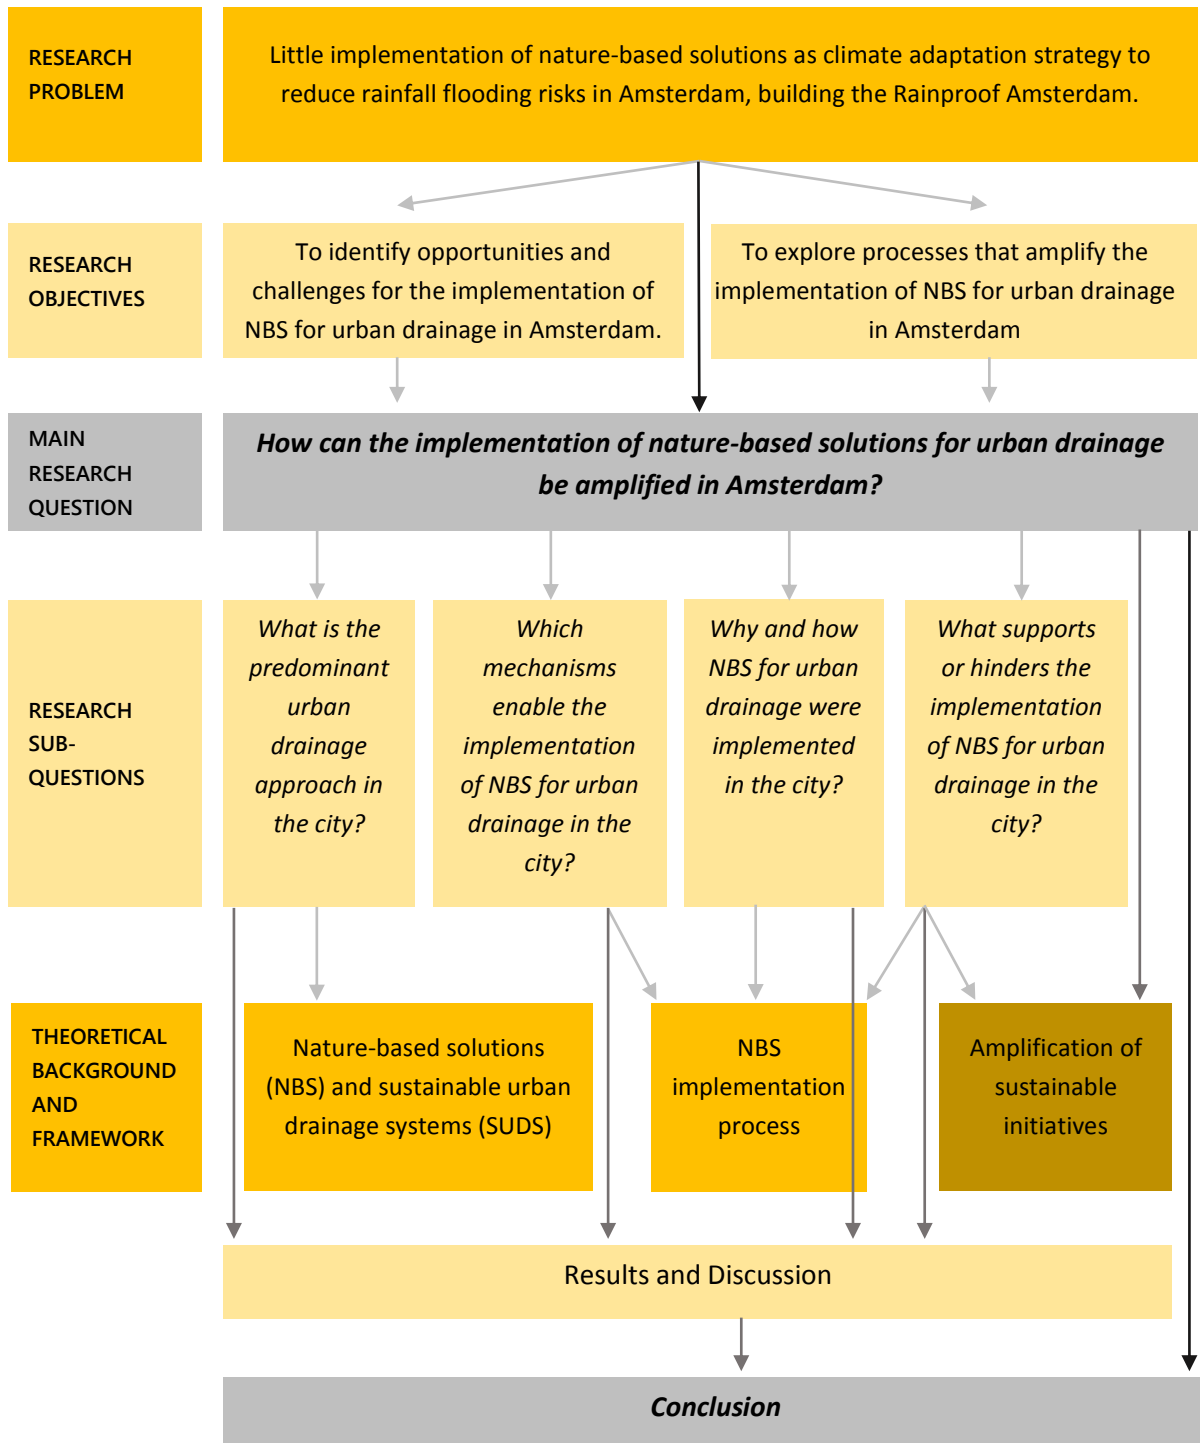 RESEARCH
PROBLEM
Little implementation of nature-based solutions as climate adaptation strategy to
reduce rainfall flooding risks in Amsterdam, building the Rainproof Amsterdam.
RESEARCH
OBJECTIVES
To identify opportunities and
challenges for the implementation of
NBS for urban drainage in Amsterdam.
To explore processes that amplify the
implementation of NBS for urban drainage
in Amsterdam
MAIN
RESEARCH
QUESTION
How can the implementation of nature-based solutions for urban drainage
be amplified in Amsterdam?
RESEARCH
SUB-
QUESTIONS
What is the
predominant
urban
drainage
approach in
the city?
Which
mechanisms
enable the
implementation
of NBS for urban
drainage in the
city?
Why and how
NBS for urban
drainage were
implemented
in the city?
What supports
or hinders the
implementation
of NBS for urban
drainage in the
city?
THEORETICAL
BACKGROUND
AND
FRAMEWORK
Nature-based solutions
(NBS) and sustainable urban
drainage systems (SUDS)
NBS
implementation
process
Amplification of
sustainable
initiatives
Results and Discussion
Conclusion